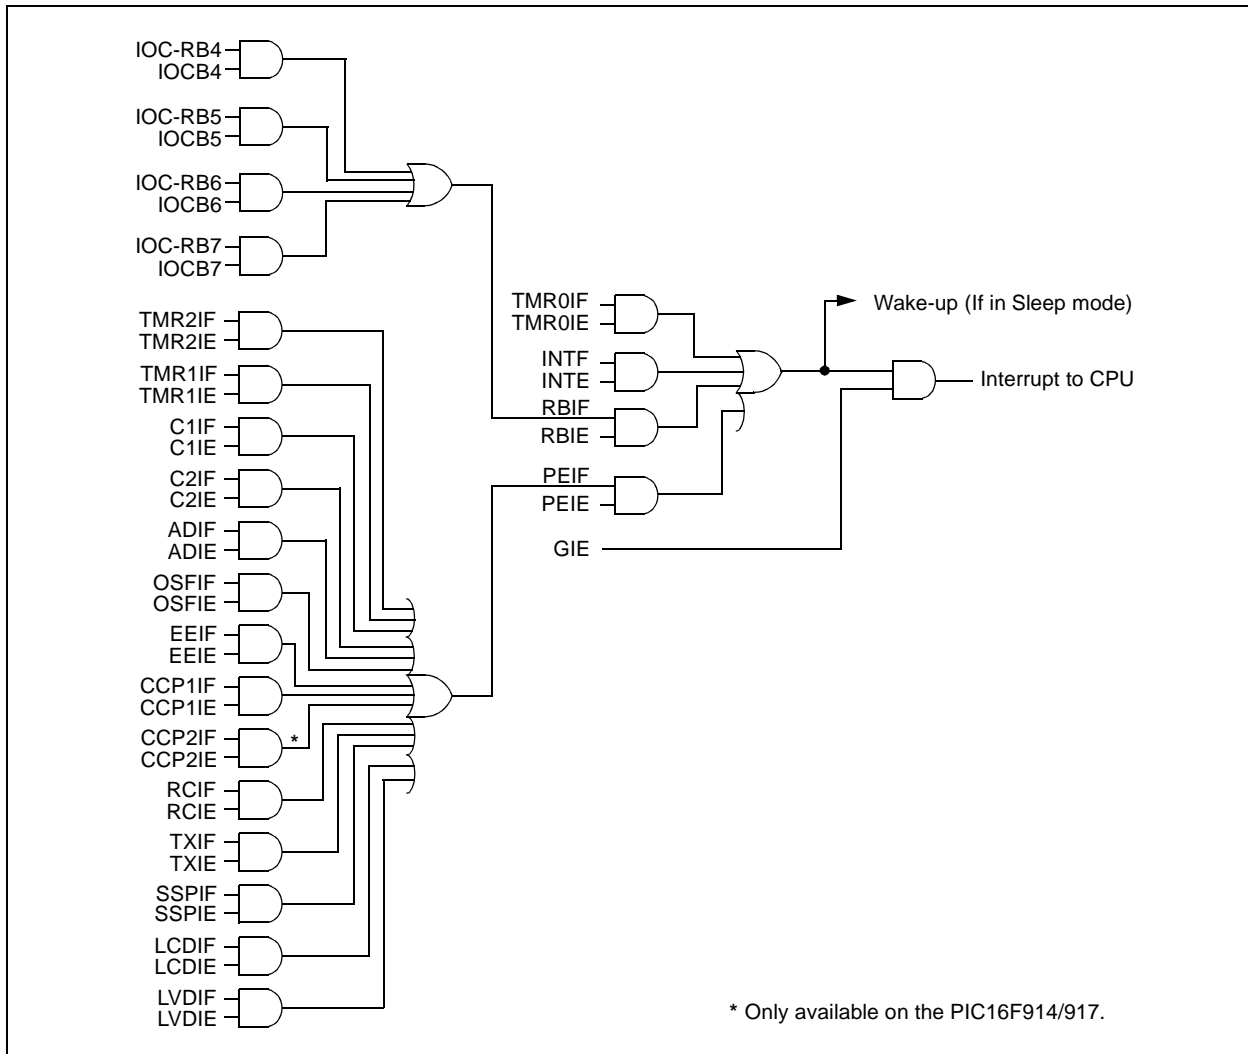 IOC-RB4
IOCB4
IOC-RB5
IOCB5
IOC-RB6
IOCB6
IOC-RB7
IOCB7
TMR2IF
TMR2IE
TMR1IF
TMR1IE
C1IF
C1IE
C2IF
C2IE
ADIF
ADIE
OSFIF
OSFIE
EEIF
EEIE
CCP1IF
CCP1IE
CCP2IF
CCP2IE
*
RCIF
RCIE
TXIF
TXIE
SSPIF
SSPIE
LCDIF
LCDIE
LVDIF
LVDIE
TMR0IF
TMR0IE
INTF
INTE
RBIF
RBIE
PEIF
PEIE
GIE
Wake-up (If in Sleep mode)
Interrupt to CPU
* Only available on the PIC16F914/917.